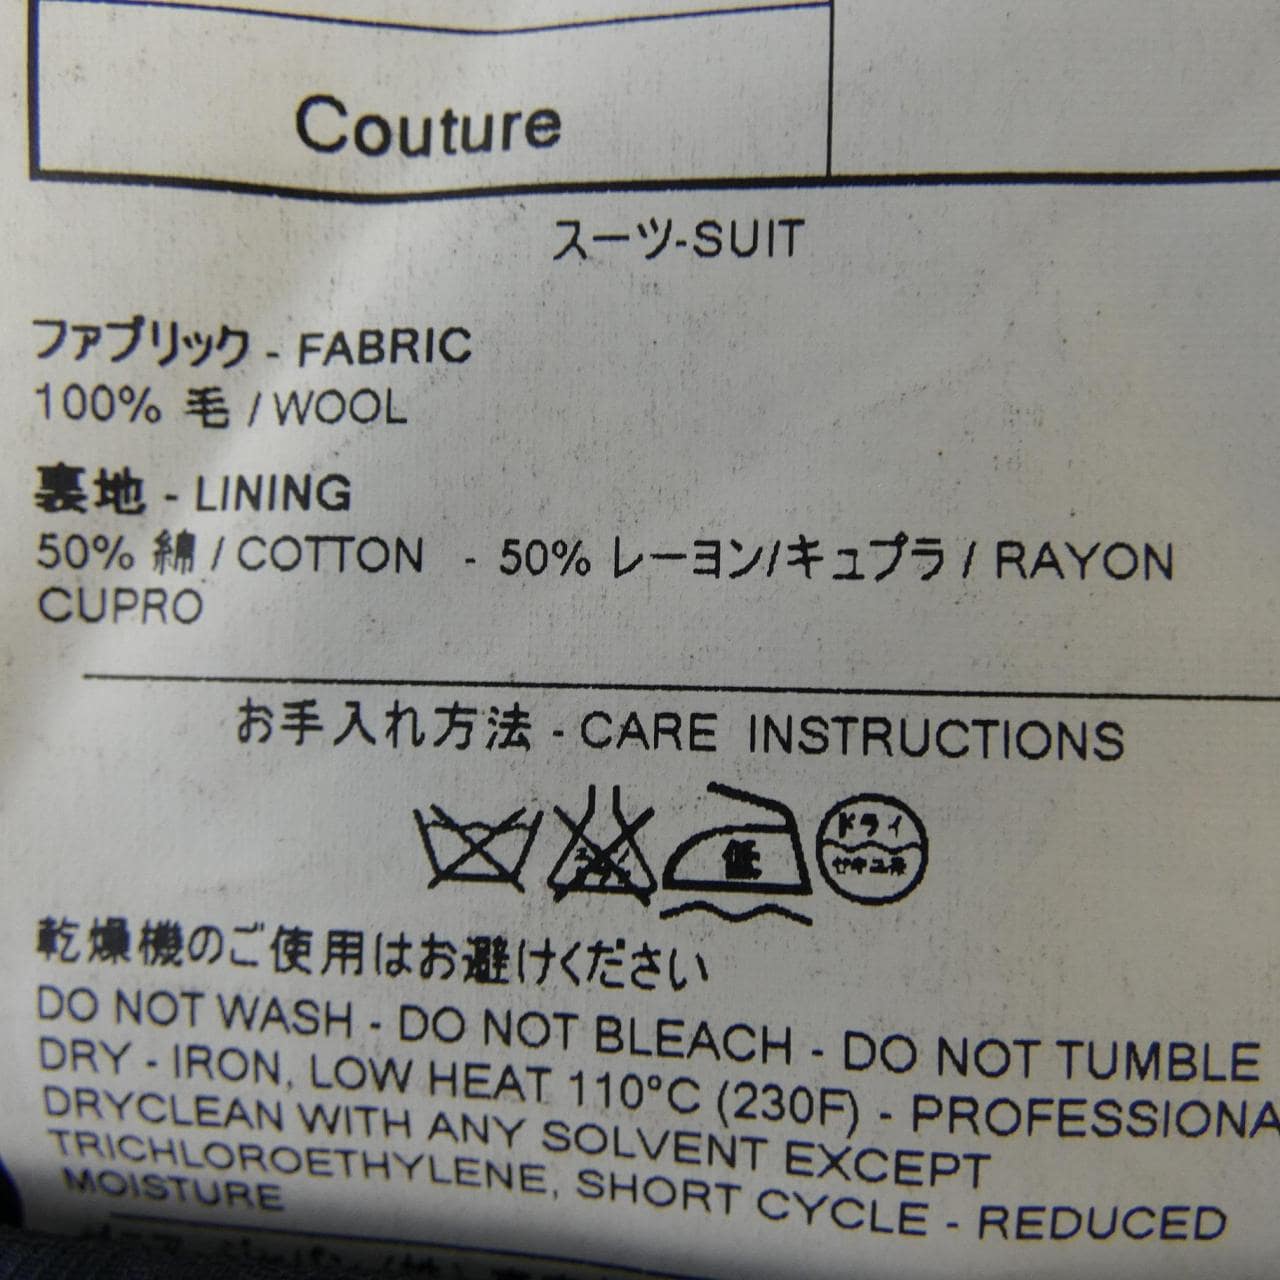 Couture
スーツ-SUIT
ファブリック - FABRIC
100% 毛 / WOOL
裏地 - LINING
50% 綿 / COTTON - 50% レーヨン/キュプラ / RAYON
CUPRO
お手入れ方法 - CARE INSTRUCTIONS
低
ドライ
セキユ系
乾燥機のご使用はお避けください
DO NOT WASH - DO NOT BLEACH - DO NOT TUMBLE
DRY - IRON, LOW HEAT 110°C (230F) - PROFESSIONA
DRYCLEAN WITH ANY SOLVENT EXCEPT
TRICHLOROETHYLENE, SHORT CYCLE - REDUCED
MOISTURE